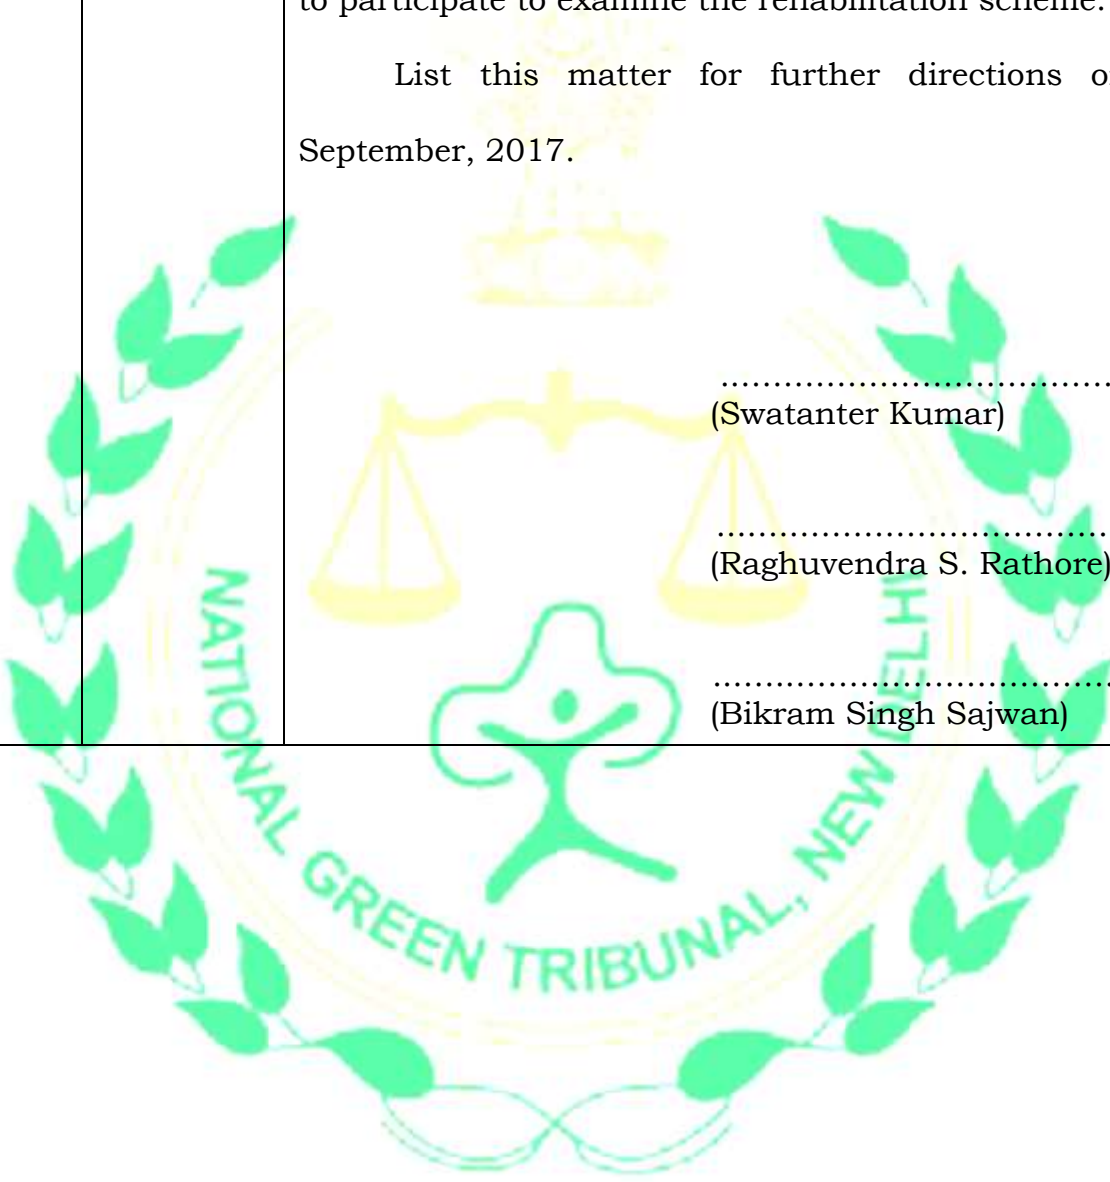 to participate to examine the rehabilitation scheme.
List this matter for further directions
September, 2017.
.......................................
(Swatanter Kumar)
.......................................
(Raghuvendra S. Rathore)
.......................................
(Bikram Singh Sajwan)
NATIONAL GREEN TRIBUNAL, NEW DELHI